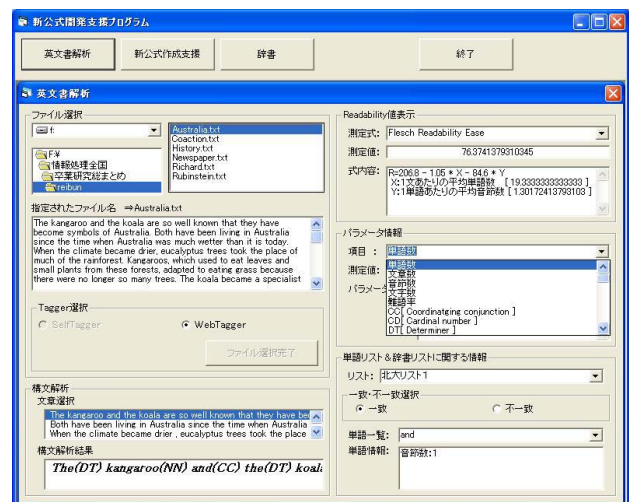 新公式開発支援プログラム
英文書解析
新公式作成支援
辞書
終了
英文書解析
ファイル選択
f:
F:¥
情報処理全国
卒業研究総まとめ
reibun
Australia.txt
Coaction.txt
History.txt
Newspaper.txt
Richard.txt
Rubinstein.txt
指定されたファイル名 ⇒Australia.txt
The kangaroo and the koala are so well known that they have
become symbols of Australia. Both have been living in Australia
since the time when Australia was much wetter than it is today.
When the climate became drier, eucalyptus trees took the place of
much of the rainforest. Kangaroos, which used to eat leaves and
small plants from these forests, adapted to eating grass because
there were no longer so many trees. The koala became a specialist
Tagger選択
SelfTagger
WebTagger
ファイル選択完了
構文解析
文章選択
The kangaroo and the koala are so well known that they have be
Both have been living in Australia since the time when Australia
When the climate became drier , eucalyptus trees took the place
構文解析結果
The(DT) kangaroo(NN) and(CC) the(DT) koala
Readability値表示
測定式: Flesch Readability Ease
測定値: 76.3741379310345
式内容: R=206.8 - 1.05 * X - 84.6 * Y
X:1文あたりの平均単語数 [19.3333333333333 ]
Y:1単語あたりの平均音節数 [1.30172413793103 ]
パラメータ情報
項目 : 単語数
測定値:
パラメータ
単語数
文章数
音節数
文字数
難語率
CC[ Coordinatging conjunction ]
CD[ Cardinal number ]
DT[ Determiner ]
単語リスト&辞書リストに関する情報
リスト: 北大リスト1
一致・不一致選択
一致
不一致
単語一覧: and
単語情報: 音節数:1